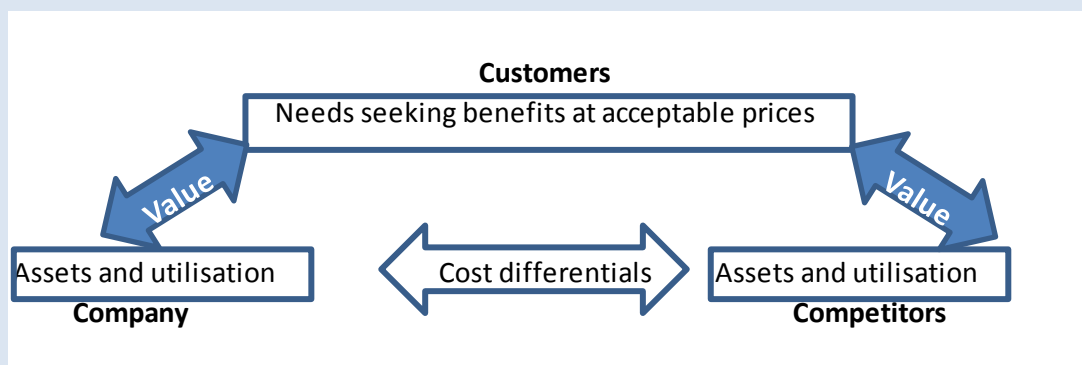 Customers
Needs seeking benefits at acceptable prices
Value
Value
Assets and utilisation
Cost differentials
Assets and utilisation
Company
Competitors